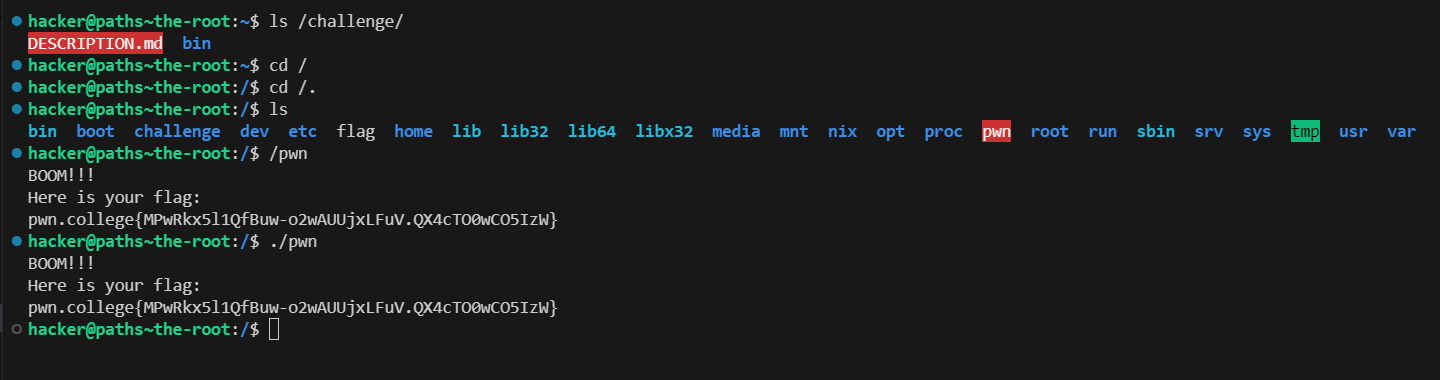 hacker@paths~the-root:~$ ls /challenge/
DESCRIPTION.md bin
hacker@paths~the-root:~$ cd /
hacker@paths~the-root:/$ cd /.
hacker@paths~the-root:/$ ls
bin boot challenge dev etc flag home lib lib32 lib64 libx32 media mnt nix opt proc pwn root run sbin srv sys tmp usr var
hacker@paths~the-root:/$ /pwn
BOOM!!!
Here is your flag:
pwn.college{MPwRkx5l1QfBuw-o2wAUUjxLFuV.QX4cTO0wCO5IzW}
hacker@paths~the-root:/$ ./pwn
BOOM!!!
Here is your flag:
pwn.college{MPwRkx5l1QfBuw-o2wAUUjxLFuV.QX4cTO0wCO5IzW}
hacker@paths~the-root:/$